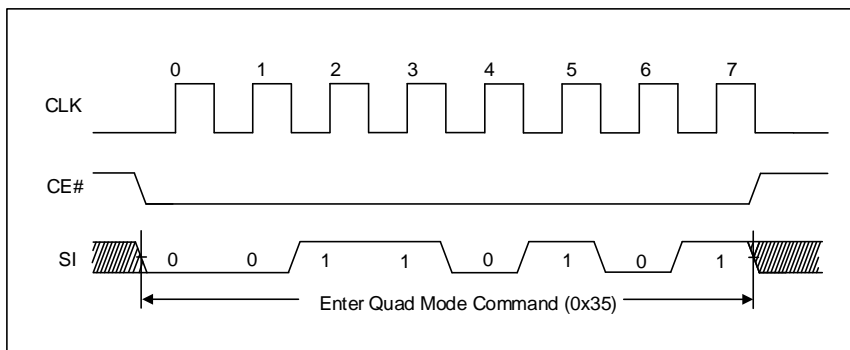 0 1 2 3 4 5 6 7
CLK
CE#
SI 0 0 1 1 0 1 0 1
Enter Quad Mode Command (0x35)